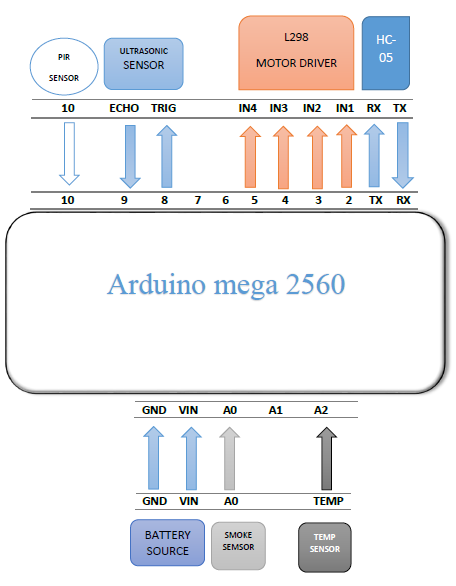 PIR
SENSOR
ULTRASONIC
SENSOR
L298
MOTOR DRIVER
HC-
05
10 ECHO TRIG IN4 IN3 IN2 IN1 RX TX
10 9 8 7 6 5 4 3 2 TX RX
Arduino mega 2560
GND VIN A0 A1 A2
GND VIN A0 TEMP
BATTERY
SOURCE
SMOKE
SEMSOR
TEMP
SENSOR